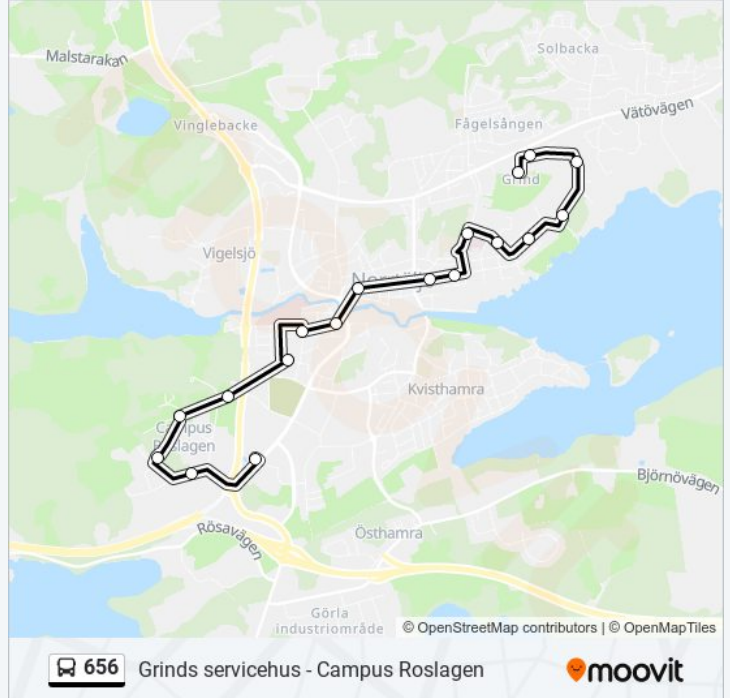 Solbacka
Malstarakan
Vätövägen
Vinglebacke
Fågelsången
Grind
Vigelsjö
Kvisthamra
Campus
Roslagen
Björnövägen
Rösavägen
Östhamra
Görla
industriområde
© OpenStreetMap contributors | © OpenMapTiles
656 Grinds servicehus - Campus Roslagen moovit